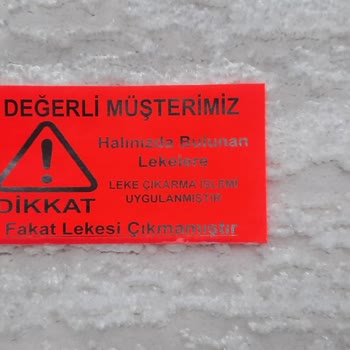 DEĞERLİ MÜŞTERİMİZ
Halınızda Bulunan
Lekelere
LEKE ÇIKARMA İŞLEMİ
UYGULANMIŞTIR
DİKKAT
Fakat Lekesi Çıkmamıştır